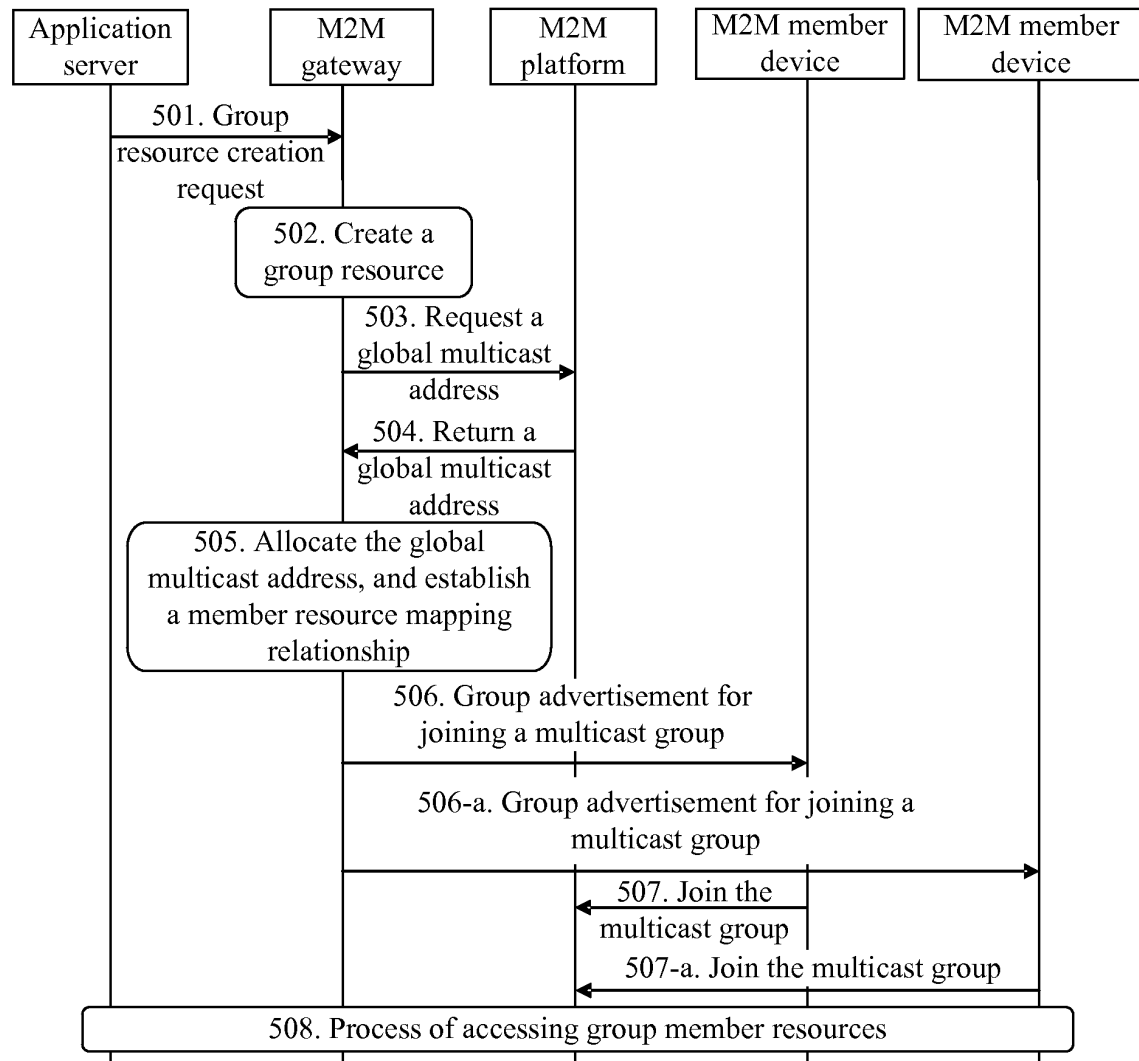 Application
server
M2M
gateway
M2M
platform
M2M member
device
M2M member
device
501. Group
resource creation
request
502. Create a
group resource
503. Request a
global multicast
address
504. Return a
global multicast
address
505. Allocate the global
multicast address, and establish
a member resource mapping
relationship
506. Group advertisement for
joining a multicast group
506-a. Group advertisement for joining a
multicast group
507. Join the
multicast group
507-a. Join the multicast group
508. Process of accessing group member resources